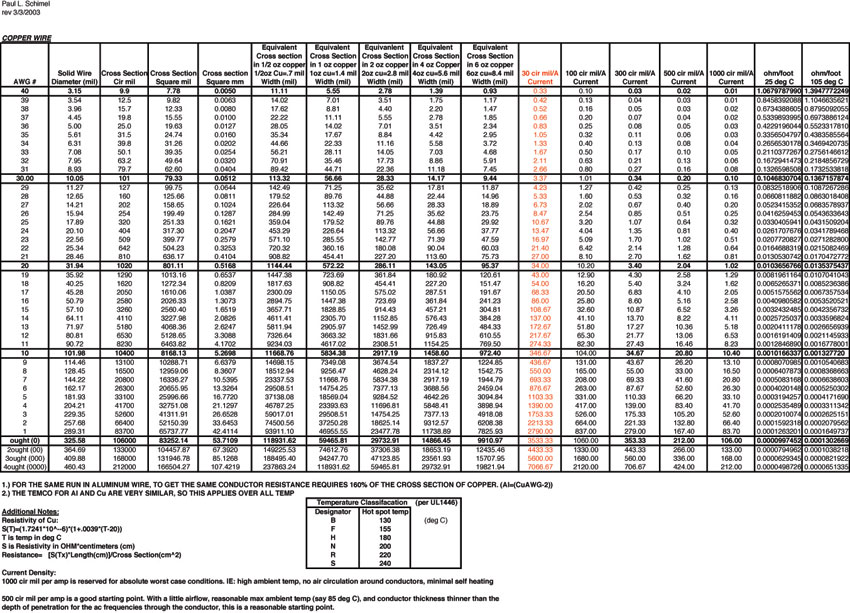 Paul L. Schimel
rev 3/3/2003
COPPER WIRE
AWG # | Solid Wire Diameter (mil) | Cross Section Cir mil | Cross Section Square mil | Cross section Square mm | Equivalent Cross section in 1/2 oz copper 1/2oz Cu=.7 mil Width (mil) | Equivalent Cross section in 1 oz copper 1oz cu=1.4 mil Width (mil) | Equivalent Cross section in 2 oz copper 2oz cu=2.8 mil Width (mil) | Equivalent Cross section in 4 oz Copper 4oz cu=5.6 mil Width (mil) | Equivalent Cross section in 6 oz copper 6oz cu=8.4 mil Width (mil) | 30 cir mil/A Current | 100 cir mil/A Current | 300 cir mil/A Current | 500 cir mil/A Current | 1000 cir mil/A Current | ohm/foot 25 deg C | ohm/foot 105 deg C
40 3.15 9.9 7.78 0.0050 11.11 5.55 2.78 1.39 0.93 0.33 0.10 0.03 0.02 0.01 1.0679787990 1.3947772249
39 3.54 12.5 9.82 0.0063 14.02 7.01 3.51 1.75 1.17 0.42 0.13 0.04 0.03 0.01 0.8458392088 1.1046635621
38 3.96 15.7 12.33 0.0080 17.62 8.81 4.40 2.20 1.47 0.52 0.16 0.05 0.03 0.02 0.6734388605 0.8795092055
37 4.45 19.8 15.55 0.0100 22.22 11.11 5.55 2.78 1.85 0.66 0.20 0.07 0.04 0.02 0.5339893995 0.6973886124
36 5.00 25.0 19.63 0.0127 28.05 14.02 7.01 3.51 2.34 0.83 0.25 0.08 0.05 0.03 0.4229196044 0.5523317810
35 5.61 31.5 24.74 0.0160 35.34 17.67 8.84 4.42 2.95 1.05 0.32 0.11 0.06 0.03 0.3356504797 0.4383585564
34 6.31 39.8 31.26 0.0202 44.66 22.33 11.16 5.58 3.72 1.33 0.40 0.13 0.08 0.04 0.2656530178 0.3469420735
33 7.08 50.1 39.35 0.0254 56.21 28.11 14.05 7.03 4.68 1.67 0.50 0.17 0.10 0.05 0.2110377267 0.2756146612
32 7.95 63.2 49.64 0.0320 70.91 35.46 17.73 8.86 5.91 2.11 0.63 0.21 0.13 0.06 0.1672941473 0.2184856729
31 8.93 79.7 62.60 0.0404 89.42 44.71 22.36 11.18 7.45 2.66 0.80 0.27 0.16 0.08 0.1326598508 0.1732533818
30.00 10.05 101 79.33 0.0512 113.32 56.66 28.33 14.17 9.44 3.37 1.01 0.34 0.20 0.10 0.1046830704 0.1367157874
29 11.27 127 99.75 0.0644 142.49 71.25 35.62 17.81 11.87 4.23 1.27 0.42 0.25 0.13 0.0832518906 0.1087267286
28 12.65 160 125.66 0.0811 179.52 89.76 44.88 22.44 14.96 5.33 1.60 0.53 0.32 0.16 0.0660811882 0.0863018408
27 14.21 202 158.65 0.1024 226.64 113.32 56.66 28.33 18.89 6.73 2.02 0.67 0.40 0.20 0.0523415352 0.0683578937
26 15.94 254 199.49 0.1287 284.99 142.49 71.25 35.62 23.75 8.47 2.54 0.85 0.51 0.25 0.0416259453 0.0543633643
25 17.89 320 251.33 0.1621 359.04 179.52 89.76 44.88 29.92 10.67 3.20 1.07 0.64 0.32 0.0330405941 0.0431509204
24 20.10 404 317.30 0.2047 453.29 226.64 113.32 56.66 37.77 13.47 4.04 1.35 0.81 0.40 0.0261707676 0.0341789468
23 22.56 509 399.77 0.2579 571.10 285.55 142.77 71.39 47.59 16.97 5.09 1.70 1.02 0.51 0.0207720827 0.0271282800
22 25.34 642 504.23 0.3253 720.32 360.16 180.08 90.04 60.03 21.40 6.42 2.14 1.28 0.64 0.0164688319 0.0215082469
21 28.46 810 636.17 0.4104 908.82 454.41 227.20 113.60 75.73 27.00 8.10 2.70 1.62 0.81 0.0130530742 0.0170472772
20 31.94 1020 801.11 0.5168 1144.44 572.22 286.11 143.05 95.37 34.00 10.20 3.40 2.04 1.02 0.0103656766 0.0135375437
19 35.92 1290 1013.16 0.6537 1447.38 723.69 361.84 180.92 120.61 43.00 12.90 4.30 2.58 1.29 0.0081961164 0.0107041043
18 40.25 1620 1272.34 0.8209 1817.63 908.82 454.41 227.20 151.47 54.00 16.20 5.40 3.24 1.62 0.0065265371 0.0085236386
17 45.28 2050 1610.06 1.0387 2300.09 1150.05 575.02 287.51 191.67 68.33 20.50 6.83 4.10 2.05 0.0051575562 0.0067357534
16 50.79 2580 2026.33 1.3073 2894.75 1447.38 723.69 361.84 241.23 86.00 25.80 8.60 5.16 2.58 0.0040980582 0.0053520521
15 57.10 3260 2560.40 1.6519 3657.71 1828.85 914.43 457.21 304.81 108.67 32.60 10.87 6.52 3.26 0.0032432485 0.0042356732
14 64.11 4110 3227.98 2.0826 4611.41 2305.70 1152.85 576.43 384.28 137.00 41.10 13.70 8.22 4.11 0.0025725037 0.0033596824
13 71.97 5180 4068.36 2.6247 5811.94 2905.97 1452.99 726.49 484.33 172.67 51.80 17.27 10.36 5.18 0.0020411178 0.0026656939
12 80.81 6530 5128.65 3.3088 7326.64 3663.32 1831.66 915.83 610.55 217.67 65.30 21.77 13.06 6.53 0.0016191409 0.0021145933
11 90.72 8230 6463.82 4.1702 9234.03 4617.02 2308.51 1154.25 769.50 274.33 82.30 27.43 16.46 8.23 0.0012846890 0.0016778001
10 101.98 10400 8168.13 5.2698 11668.76 5834.38 2917.19 1458.60 972.40 346.67 104.00 34.67 20.80 10.40 0.0010166337 0.001327720
9 114.46 13100 10288.71 6.6379 14698.15 7349.08 3674.54 1837.27 1224.85 436.67 131.00 43.67 26.20 13.10 0.0008070985 0.001054083
8 128.45 16500 12959.06 8.3607 18512.94 9256.47 4628.24 2314.12 1542.75 550.00 165.00 55.00 33.00 16.50 0.0006407873 0.0008368663
7 144.22 20800 16336.27 10.5395 23337.53 11668.76 5834.38 2917.19 1944.79 693.33 208.00 69.33 41.60 20.80 0.0005083168 0.0006638603
6 162.17 26300 20655.95 13.3264 29508.51 14754.25 7377.13 3688.56 2459.04 876.67 263.00 87.67 52.60 26.30 0.0004020148 0.0005250302
5 181.93 33100 25996.66 16.7720 37138.08 18569.04 9284.52 4642.26 3094.84 1103.33 331.00 110.33 66.20 33.10 0.0003194257 0.0004171690
4 204.21 41700 32751.08 21.1297 46787.25 23393.63 11696.81 5848.41 3898.94 1390.00 417.00 139.00 83.40 41.70 0.0002535489 0.0003311342
3 229.35 52600 41311.91 26.6528 59017.01 29508.51 14754.25 7377.13 4918.08 1753.33 526.00 175.33 105.20 52.60 0.0002010074 0.0002625151
2 257.68 66400 52150.39 33.6453 74500.56 37250.28 18625.14 9312.57 6208.38 2213.33 664.00 221.33 132.80 66.40 0.0001592318 0.0002079562
1 289.31 83700 65737.77 42.4114 93911.10 46955.55 23477.78 11738.89 7825.93 2790.00 837.00 279.00 167.40 83.70 0.0001263201 0.0001649737
ought (0) 325.58 106000 83252.14 53.7109 118931.62 59465.81 29732.91 14866.45 9910.97 3533.33 1060.00 353.33 212.00 106.00 0.0000997452 0.0001302669
2ought (00) 364.69 133000 104457.87 67.3920 149225.53 74612.76 37306.38 18653.19 12435.46 4433.33 1330.00 443.33 266.00 133.00 0.0000794962 0.0001038218
3ought (000) 409.88 168000 131946.78 85.1268 188495.40 94247.70 47123.85 23561.93 15707.95 5600.00 1680.00 560.00 336.00 168.00 0.0000629345 0.0000821922
4ought (0000) 460.43 212000 166504.27 107.4219 237863.24 118931.62 59465.81 29732.91 19821.94 7066.67 2120.00 706.67 424.00 212.00 0.0000498726 0.0000651335
1.) FOR THE SAME RUN IN ALUMINUM WIRE, TO GET THE SAME CONDUCTOR RESISTANCE REQUIRES 160% OF THE CROSS SECTION OF COPPER. (Al=(CuAWG-2))
2.) THE TEMCO FOR Al AND Cu ARE VERY SIMILAR, SO THIS APPLIES OVER ALL TEMP
Temperature Classifacation (per UL1446)
Designator Hot spot temp (deg C)
B 130
F 155
H 180
N 200
R 220
S 240
Additional Notes:
Resistivity of Cu:
S(T)=(1.7241*10^-6)*(1+.0039*(T-20))
T is temp in deg C
S is Resistivity in OHM*centimeters (cm)
Resistance= [S(Tx)*Length(cm)]/Cross Section(cm^2)
Current Density:
1000 cir mil per amp is reserved for absolute worst case conditions. IE: high ambient temp, no air circulation around conductors, minimal self heating
500 cir mil per amp is a good starting point. With a little airflow, reasonable max ambient temp (say 85 deg C), and conductor thickness thinner than the
depth of penetration for the ac frequencies through the conductor, this is a reasonable starting point.